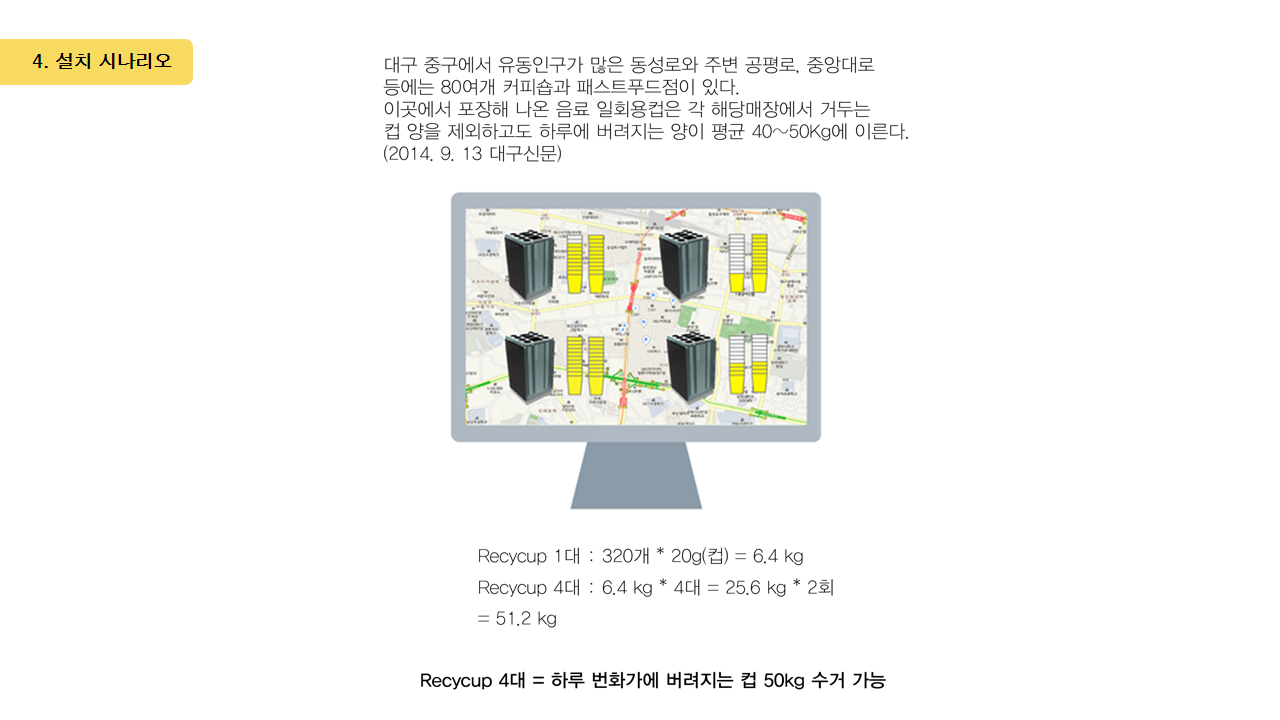 4. 설치 시나리오
대구 중구에서 유동인구가 많은 동성로와 주변 공평로, 중앙대로
등에는 80여개 커피숍과 패스트푸드점이 있다.
이곳에서 포장해 나온 음료 일회용컵은 각 해당매장에서 거두는
컵 양을 제외하고도 하루에 버려지는 양이 평균 40~50Kg에 이른다.
(2014. 9. 13 대구신문)
Recycup 1대 : 320개 * 20g(컵) = 6.4 kg
Recycup 4대 : 6.4 kg * 4대 = 25.6 kg * 2회
= 51.2 kg
Recycup 4대 = 하루 번화가에 버려지는 컵 50kg 수거 가능